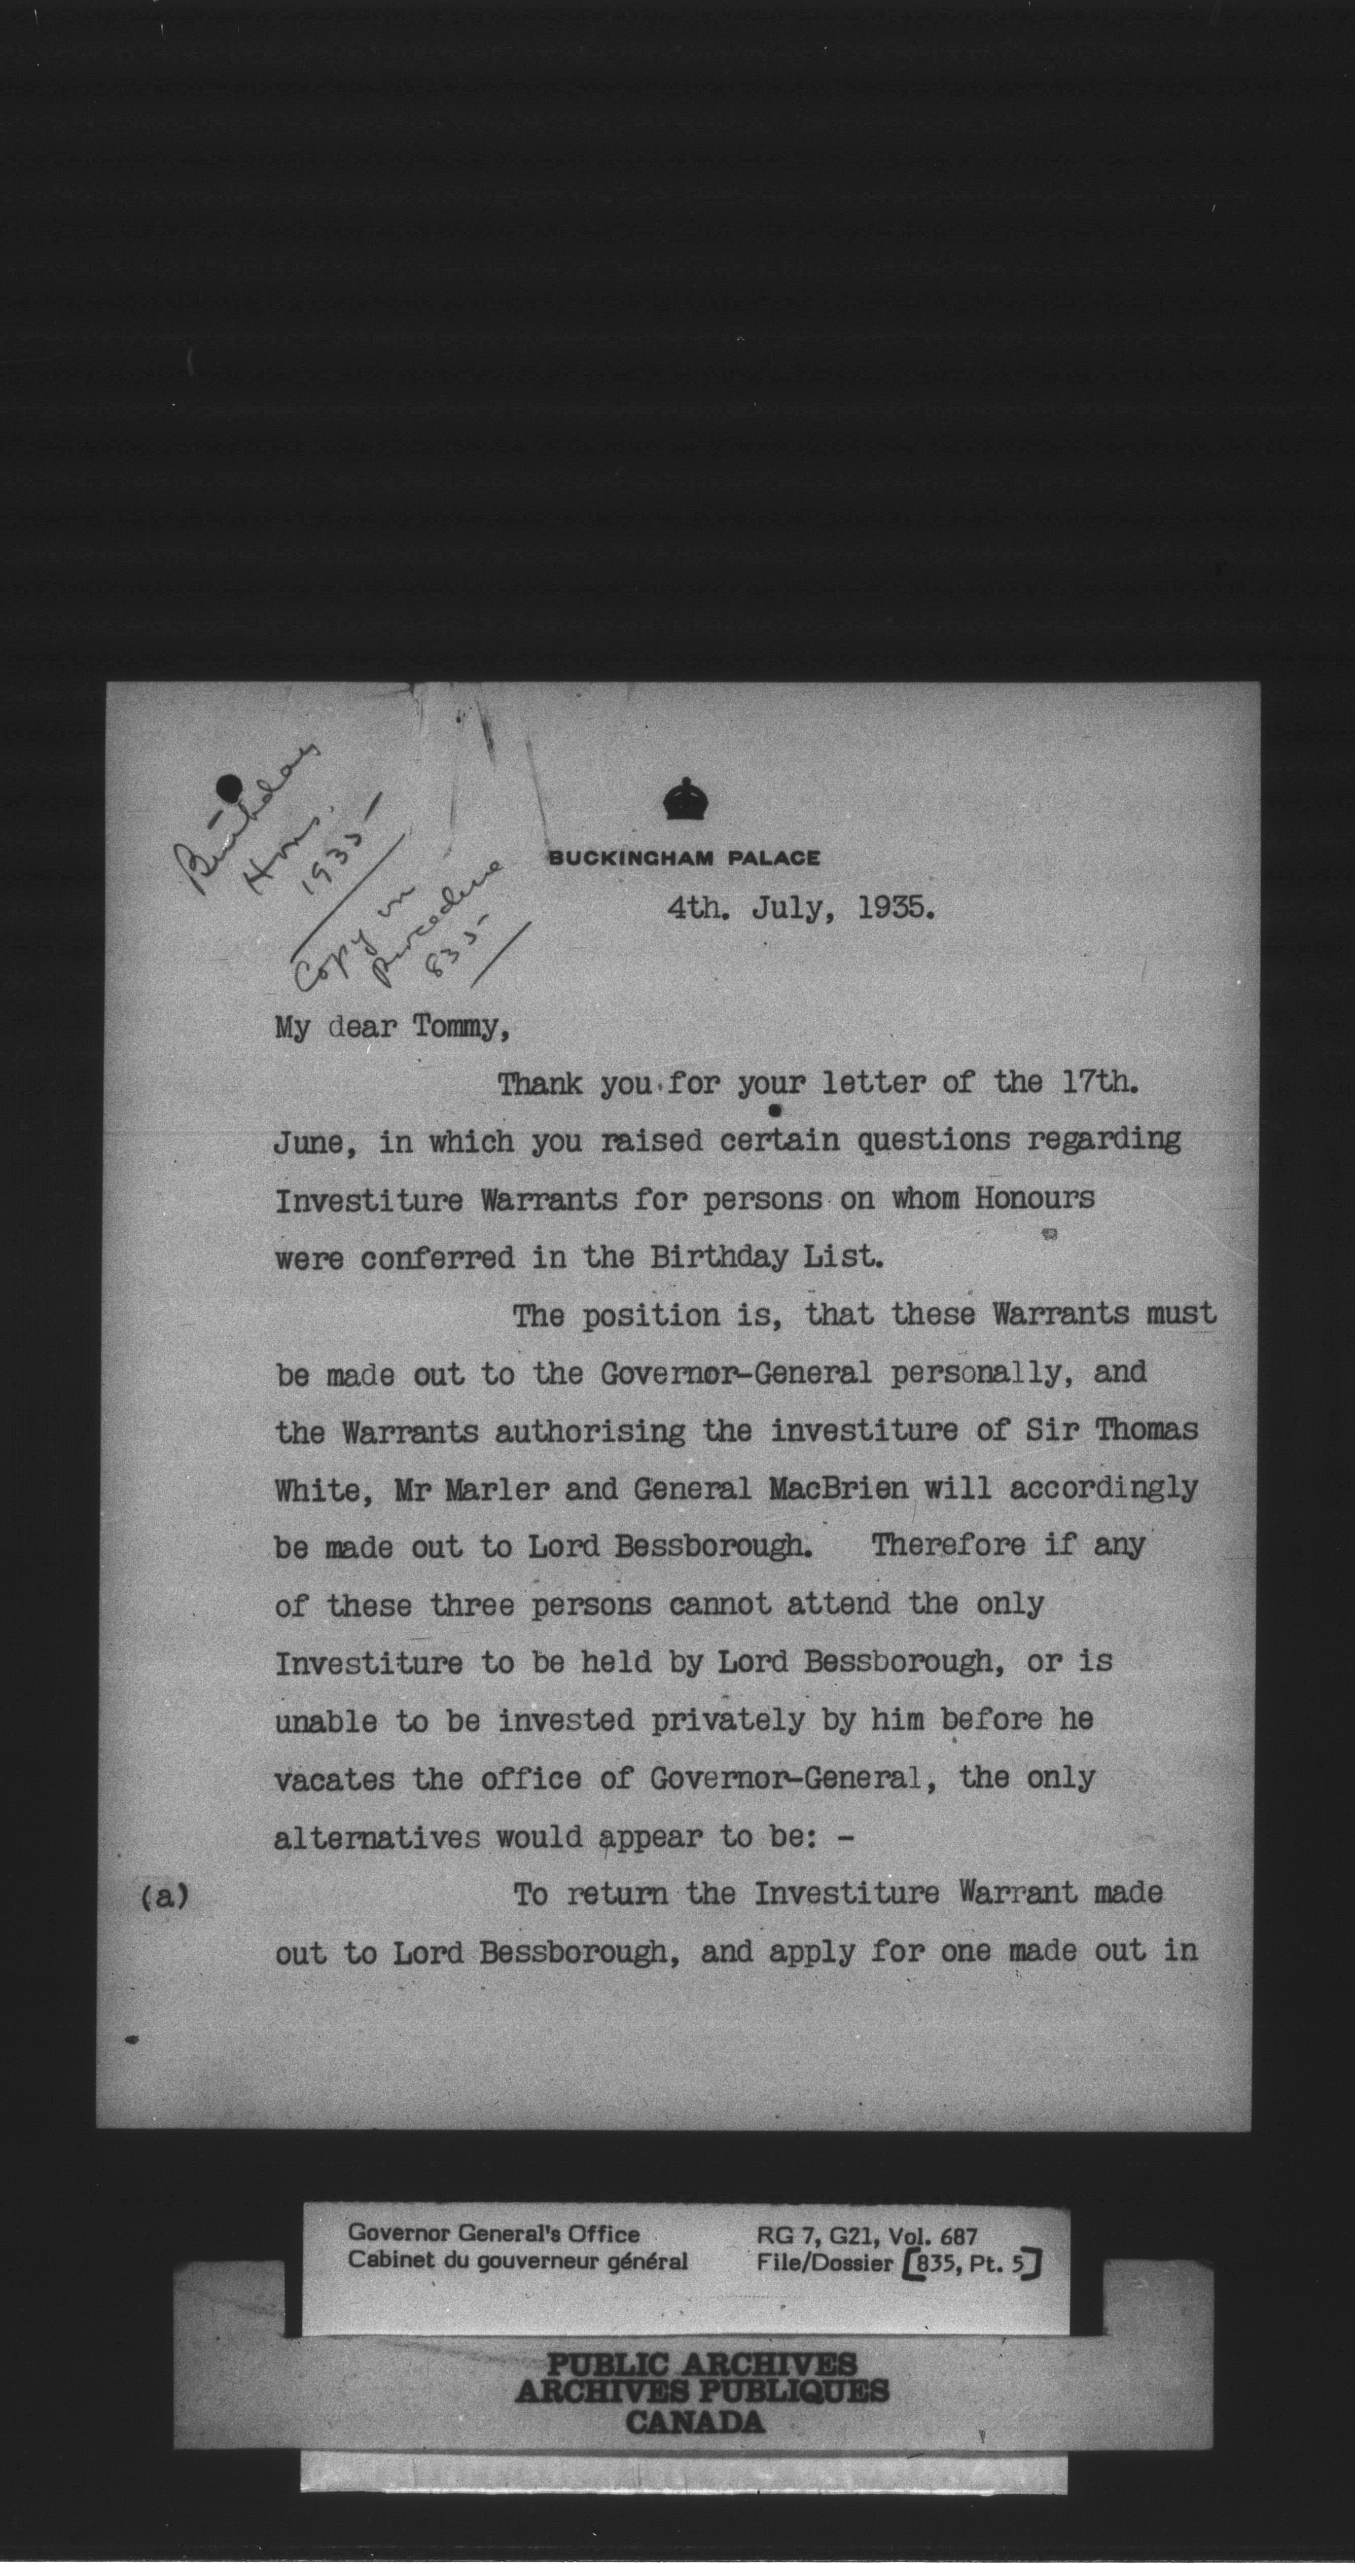 Birthday
Hons.
1935-
Copy in
procedure
835-
BUCKINGHAM PALACE
4th. July, 1935.
My dear Tommy,
Thank you for your letter of the 17th.
June, in which you raised certain questions regarding
Investiture Warrants for persons on whom Honours
were conferred in the Birthday List.
The position is, that these Warrants must
be made out to the Governor-General personally, and
the Warrants authorising the investiture of Sir Thomas
White, Mr Marler and General MacBrien will accordingly
be made out to Lord Bessborough. Therefore if any
of these three persons cannot attend the only
Investiture to be held by Lord Bessborough, or is
unable to be invested privately by him before he
vacates the office of Governor-General, the only
alternatives would appear to be: -
(a) To return the Investiture Warrant made
out to Lord Bessborough, and apply for one made out in
Governor General's Office RG 7, G21, Vol. 687
Cabinet du gouverneur général File/Dossier [835, Pt. 5]
PUBLIC ARCHIVES
ARCHIVES PUBLIQUES
CANADA